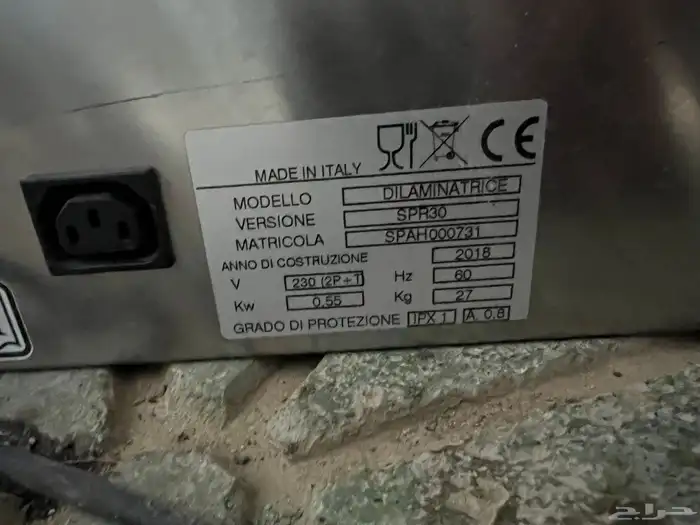 CE
MADE IN ITALY
MODELLO DILAMINATRICE
VERSIONE SPR30
MATRICOLA SPAH000731
ANNO DI COSTRUZIONE 2018
V 230 (2P+T Hz 60
Kw 0,55 Kg 27
GRADO DI PROTEZIONE IPX 1 A. 0,8
حراج